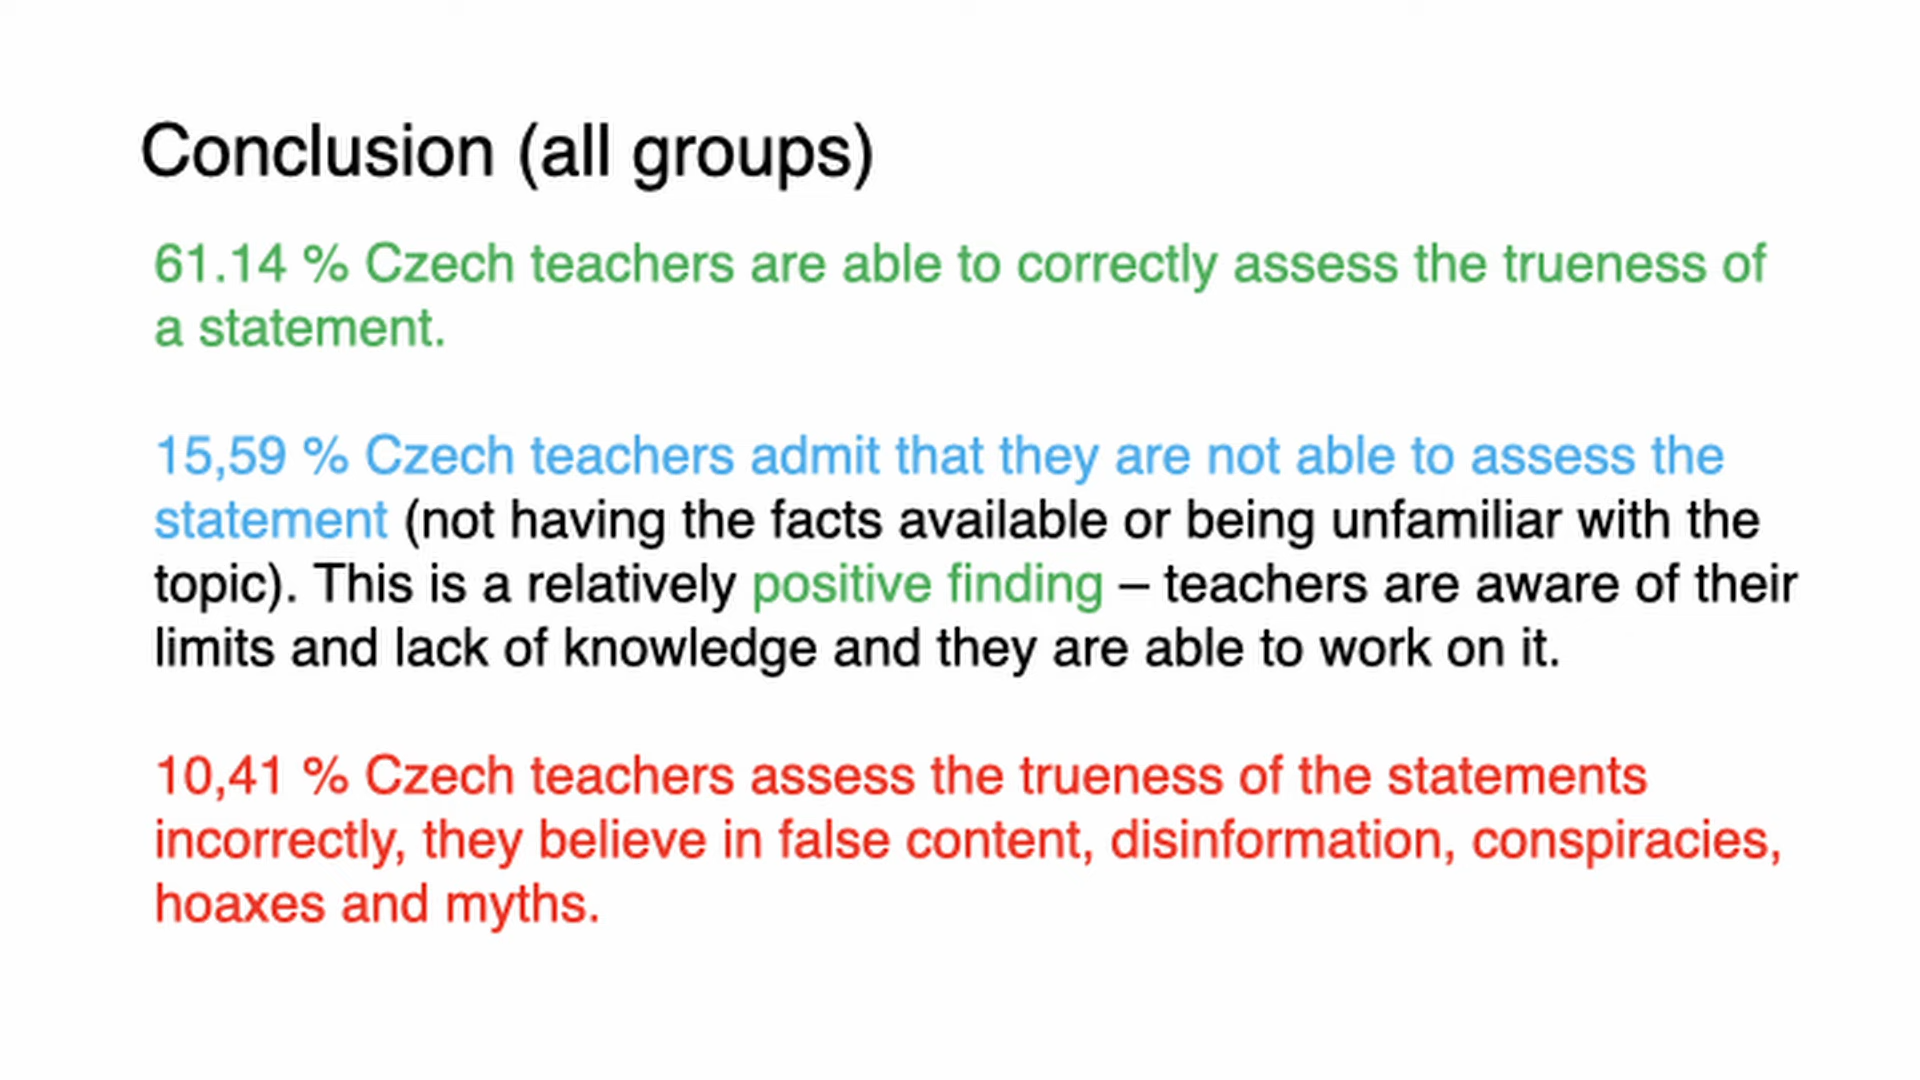 Conclusion (all groups)
61.14 % Czech teachers are able to correctly assess the trueness of
a statement.
15,59 % Czech teachers admit that they are not able to assess the
statement (not having the facts available or being unfamiliar with the
topic). This is a relatively positive finding – teachers are aware of their
limits and lack of knowledge and they are able to work on it.
10,41 % Czech teachers assess the trueness of the statements
incorrectly, they believe in false content, disinformation, conspiracies,
hoaxes and myths.